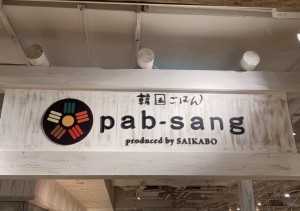 韓国ごはん
pab-sang
produced by SAIKABO